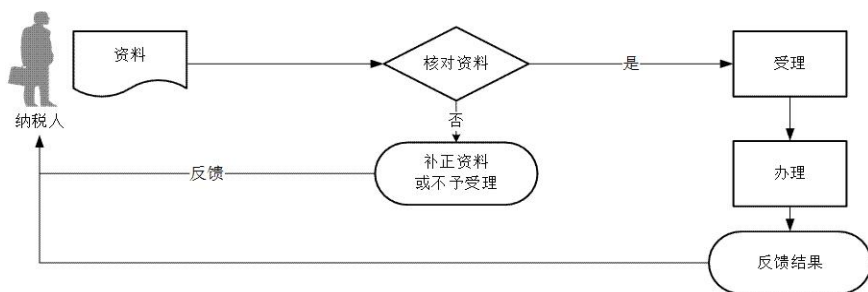 资料
核对资料
是
受理
纳税人
否
补正资料
或不予受理
反馈
办理
反馈结果